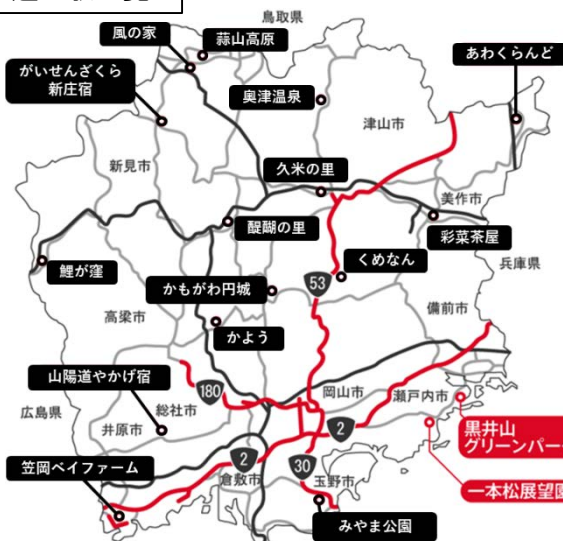 鳥取県
風の家
蒜山高原
あわくらんど
がいせんざくら
新庄宿
奥津温泉
津山市
新見市
久米の里
美作市
醍醐の里
彩菜茶屋
鯉が窪
くめなん
兵庫県
かもがわ円城
53
高梁市
備前市
かよう
山陽道やかげ宿
180
岡山市
瀬戸内市
広島県
総社市
井原市
2
黒井山
グリーンパー
笠岡ベイファーム
2
倉敷市
30
玉野市
一本松展望園
みやま公園